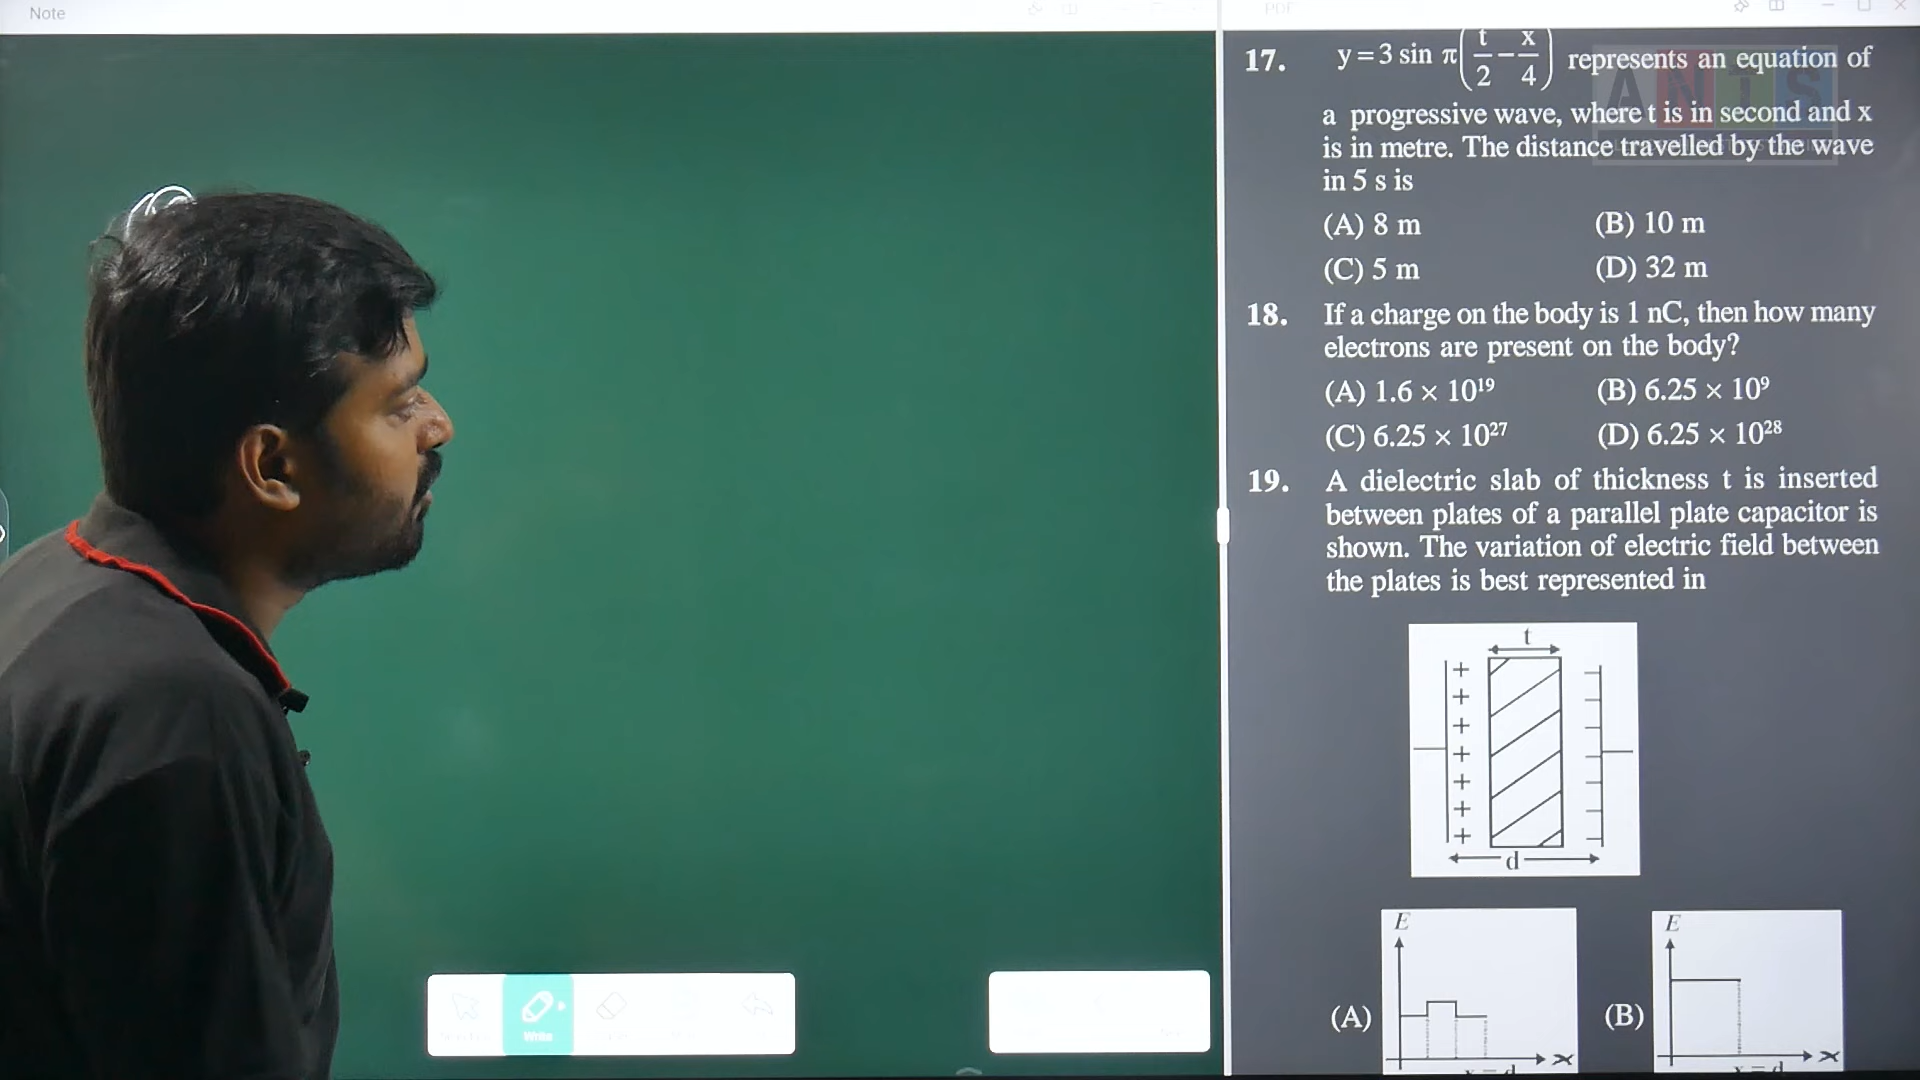 Note
PDF
17. y = 3 sin π(t/2 − x/4) represents an equation of
a progressive wave, where t is in second and x
is in metre. The distance travelled by the wave
in 5 s is
(A) 8 m (B) 10 m
(C) 5 m (D) 32 m
18. If a charge on the body is 1 nC, then how many
electrons are present on the body?
(A) 1.6 × 10¹⁹ (B) 6.25 × 10⁹
(C) 6.25 × 10²⁷ (D) 6.25 × 10²⁸
19. A dielectric slab of thickness t is inserted
between plates of a parallel plate capacitor is
shown. The variation of electric field between
the plates is best represented in
t
+
+
+
+
+
+
+
d
E E
(A) (B)
x x
x = d x = d
Write
ANTS